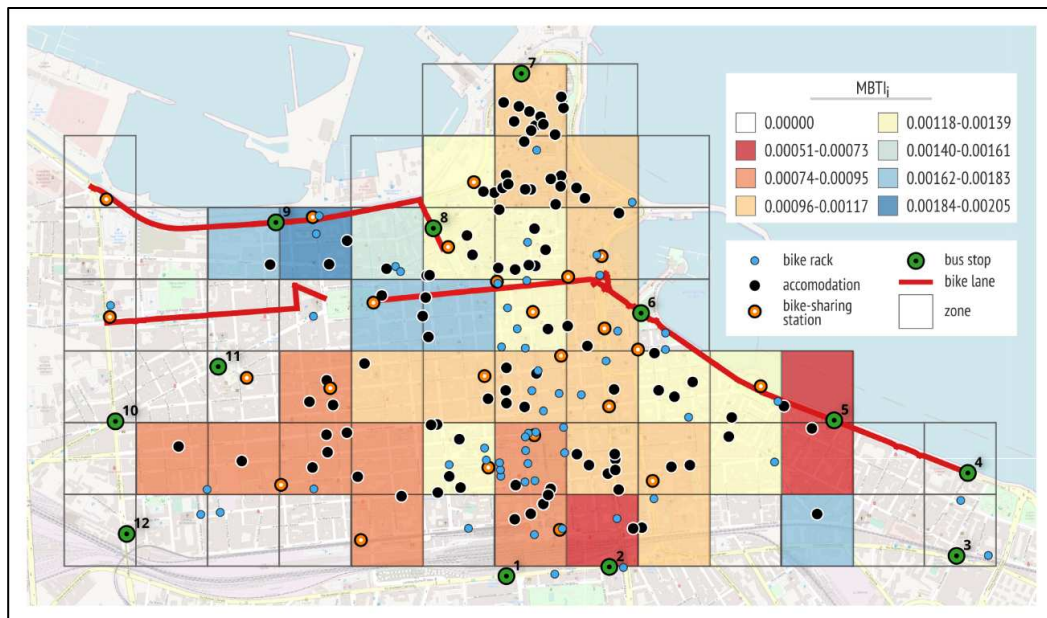 7
MBTIi
0.00000
0.00118-0.00139
0.00051-0.00073
0.00140-0.00161
0.00074-0.00095
0.00162-0.00183
0.00096-0.00117
0.00184-0.00205
9
8
bike rack
bus stop
accomodation
bike lane
bike-sharing
station
zone
6
11
10
5
4
12
3
2
1